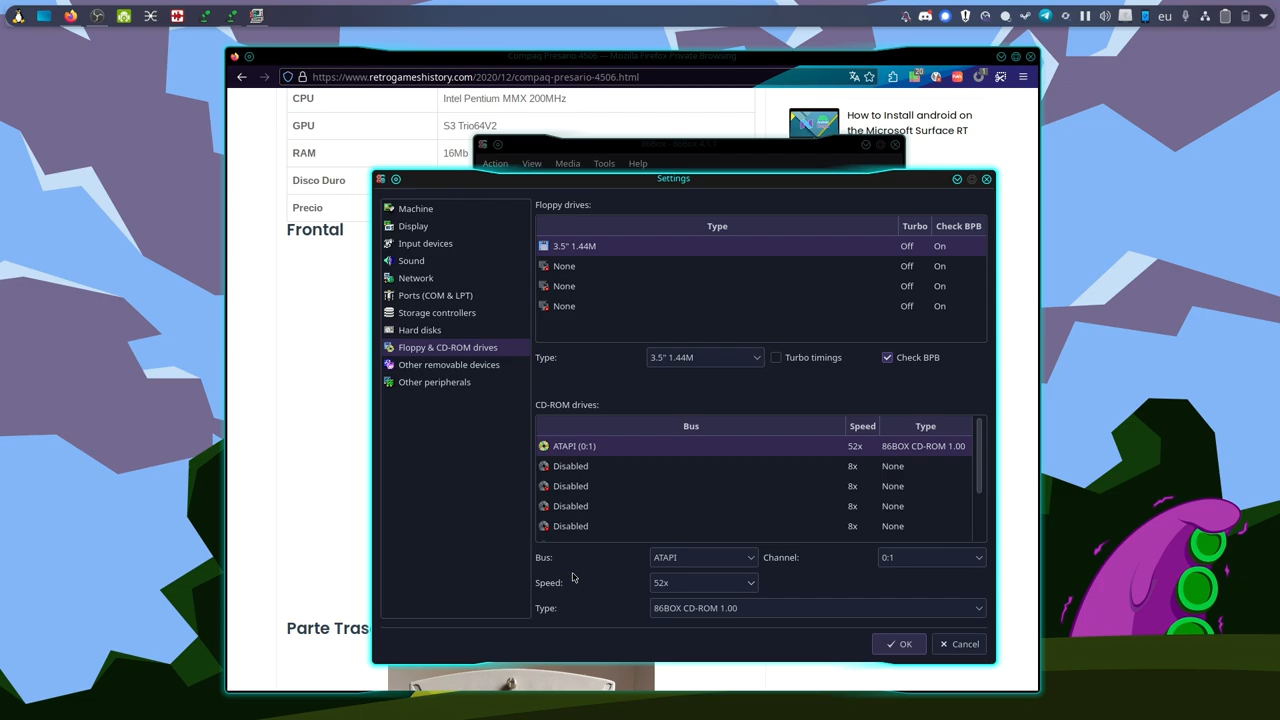 eu
Compaq Presario 4506 — Mozilla Firefox Private Browsing
https://www.retrogameshistory.com/2020/12/compaq-presario-4506.html
20
1
CPU
Intel Pentium MMX 200MHz
GPU
S3 Trio64V2
RAM
16Mb
Disco Duro
Precio
Frontal
Parte Tras
How to Install android on
the Microsoft Surface RT
Action
View
Media
Tools
Help
Settings
Machine
Display
Input devices
Sound
Network
Ports (COM & LPT)
Storage controllers
Hard disks
Floppy & CD-ROM drives
Other removable devices
Other peripherals
Floppy drives:
Type Turbo Check BPB
3.5" 1.44M Off On
None Off On
None Off On
None Off On
Type: 3.5" 1.44M Turbo timings Check BPB
CD-ROM drives:
Bus Speed Type
ATAPI (0:1) 52x 86BOX CD-ROM 1.00
Disabled 8x None
Disabled 8x None
Disabled 8x None
Disabled 8x None
Bus: ATAPI Channel: 0:1
Speed: 52x
Type: 86BOX CD-ROM 1.00
OK Cancel